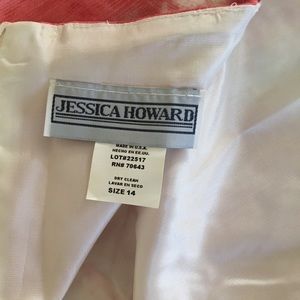 JESSICA HOWARD
MADE IN U.S.A.
HECHO EN EE.UU.
LOT#22517
RN# 70643
DRY CLEAN
LAVAR EN SECO
SIZE 14